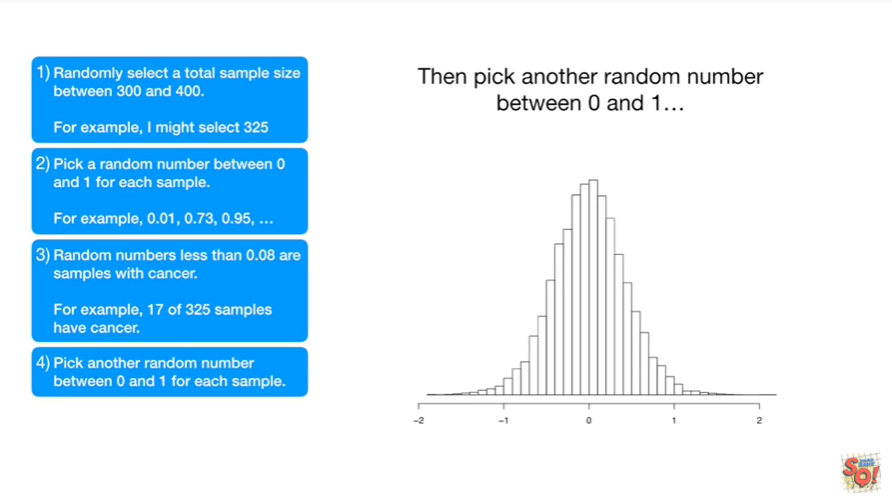 1) Randomly select a total sample size
between 300 and 400.
For example, I might select 325
2) Pick a random number between 0
and 1 for each sample.
For example, 0.01, 0.73, 0.95, …
3) Random numbers less than 0.08 are
samples with cancer.
For example, 17 of 325 samples
have cancer.
4) Pick another random number
between 0 and 1 for each sample.
Then pick another random number
between 0 and 1…
-2 -1 0 1 2
SQ!